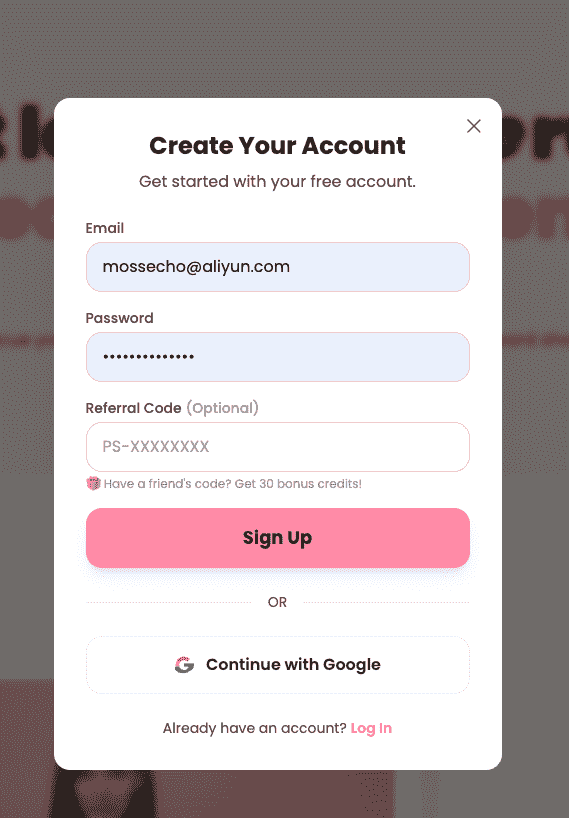 Create Your Account
Get started with your free account.
Email
mossecho@aliyun.com
Password
••••••••••••••
Referral Code (Optional)
PS-XXXXXXXX
Have a friend's code? Get 30 bonus credits!
Sign Up
OR
Continue with Google
Already have an account? Log In